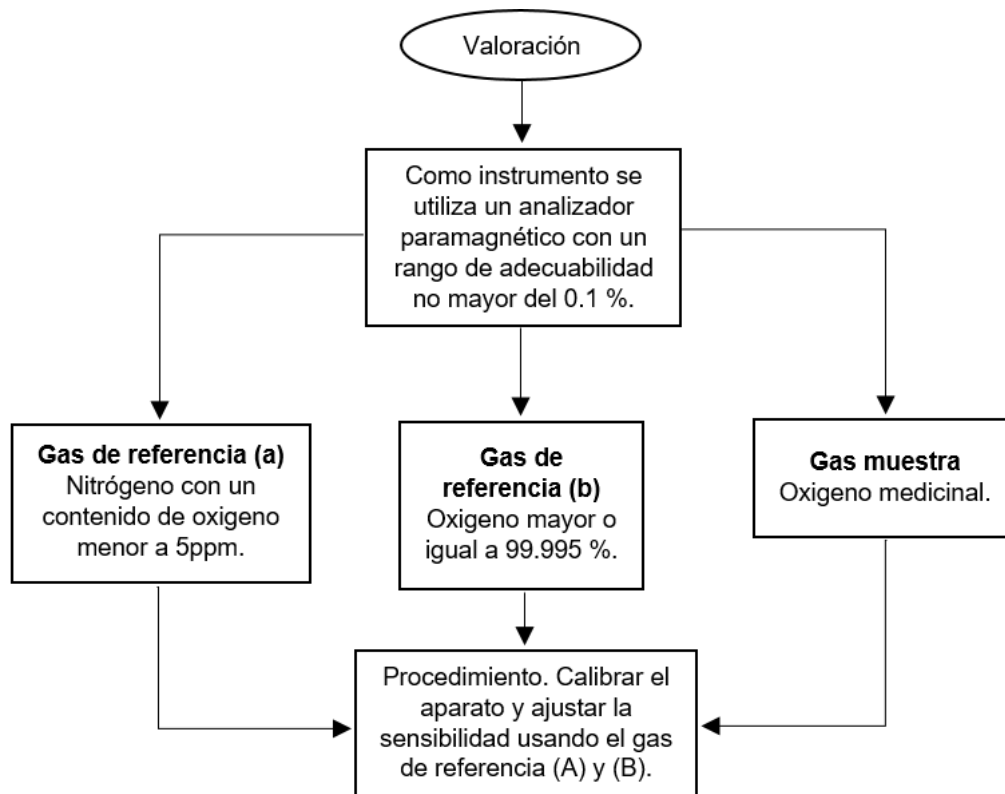 Valoración
Como instrumento se
utiliza un analizador
paramagnético con un
rango de adecuabilidad
no mayor del 0.1 %.
Gas de referencia (a)
Nitrógeno con un
contenido de oxigeno
menor a 5ppm.
Gas de
referencia (b)
Oxigeno mayor o
igual a 99.995 %.
Gas muestra
Oxigeno medicinal.
Procedimiento. Calibrar el
aparato y ajustar la
sensibilidad usando el gas
de referencia (A) y (B).